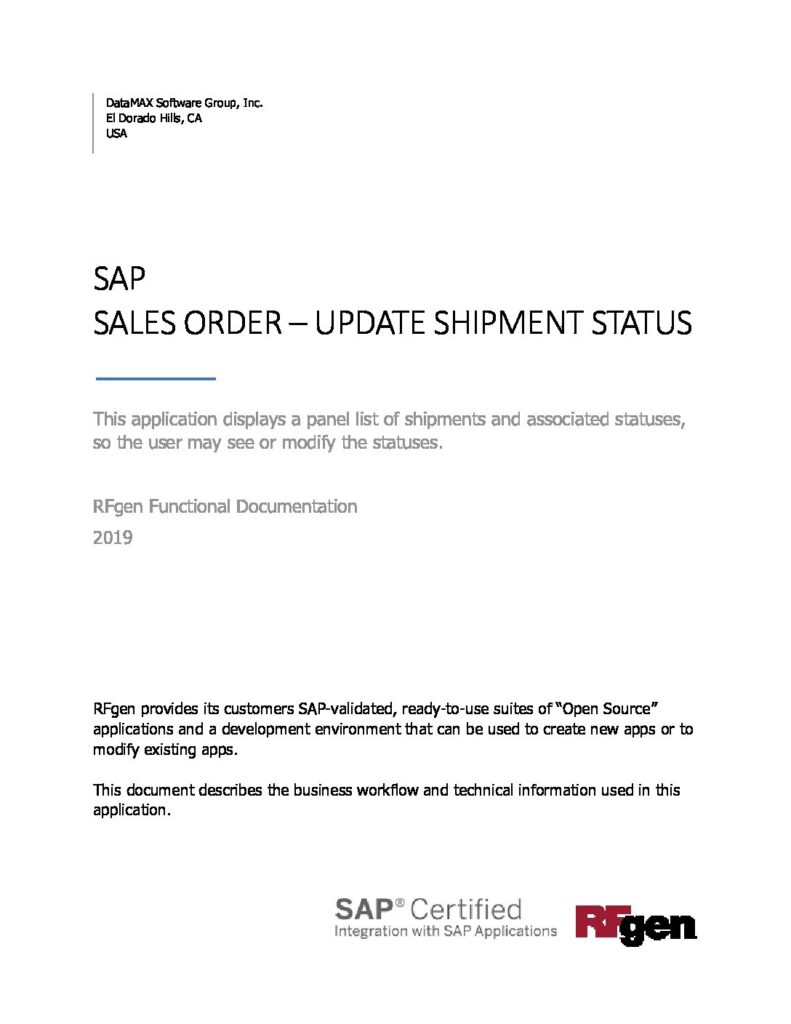 DataMAX Software Group, Inc.
El Dorado Hills, CA
USA
SAP
SALES ORDER – UPDATE SHIPMENT STATUS
This application displays a panel list of shipments and associated statuses,
so the user may see or modify the statuses.
RFgen Functional Documentation
2019
RFgen provides its customers SAP-validated, ready-to-use suites of “Open Source”
applications and a development environment that can be used to create new apps or to
modify existing apps.
This document describes the business workflow and technical information used in this
application.
SAP® Certified
Integration with SAP Applications
RFgen